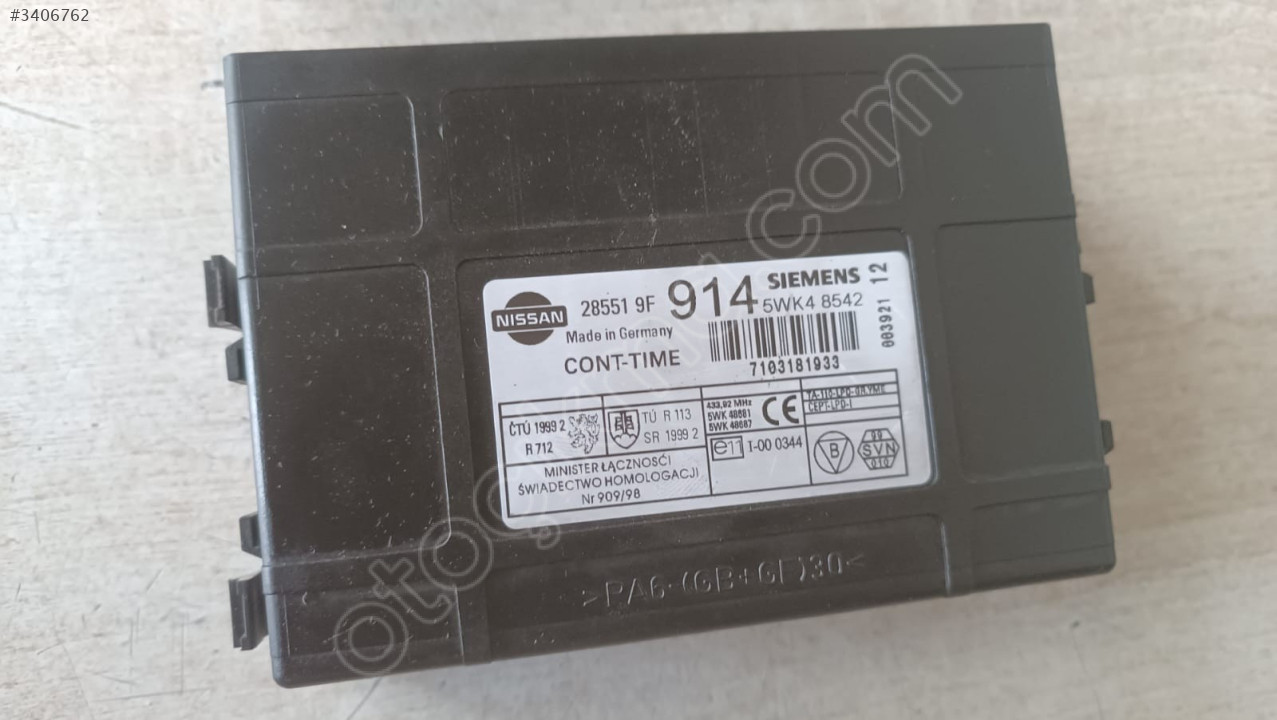 #3406762
NISSAN
28551 9F 914
SIEMENS
5WK4 8542
Made in Germany
CONT-TIME
7103181933
003921 12
ČTÚ 1999 2
R 712
TÚ R 113
SR 1999 2
433,92 MHz
5WK 48681
5WK 48687
CE
CEPT-LPD-I
e11 I-00 0344
B
99
SVN
010
MINISTER ŁĄCZNOŚCI
ŚWIADECTWO HOMOLOGACJI
Nr 909/98
>PA6-(GB+GF)30<